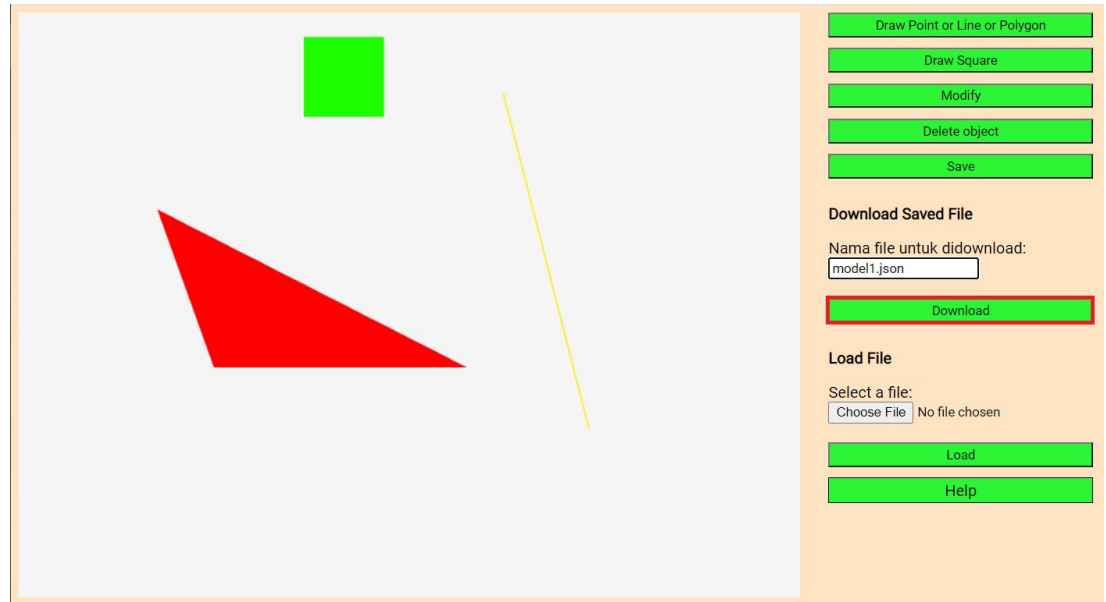 Draw Point or Line or Polygon
Draw Square
Modify
Delete object
Save
Download Saved File
Nama file untuk didownload:
model1.json
Download
Load File
Select a file:
Choose File No file chosen
Load
Help